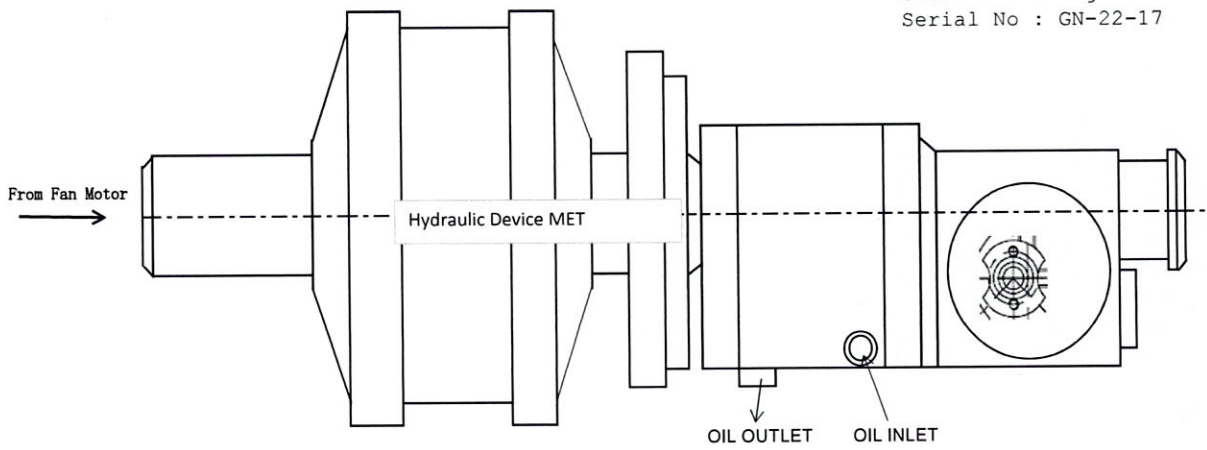 Serial No : GN-22-17
From Fan Motor
Hydraulic Device MET
OIL OUTLET
OIL INLET